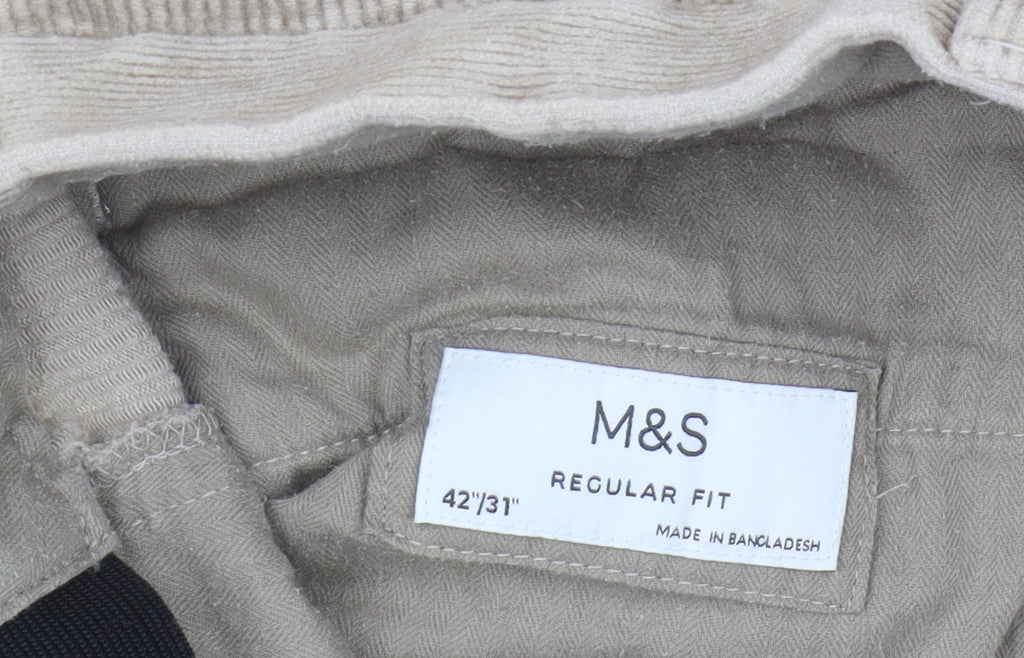 M&S
REGULAR FIT
42"/31"
MADE IN BANGLADESH